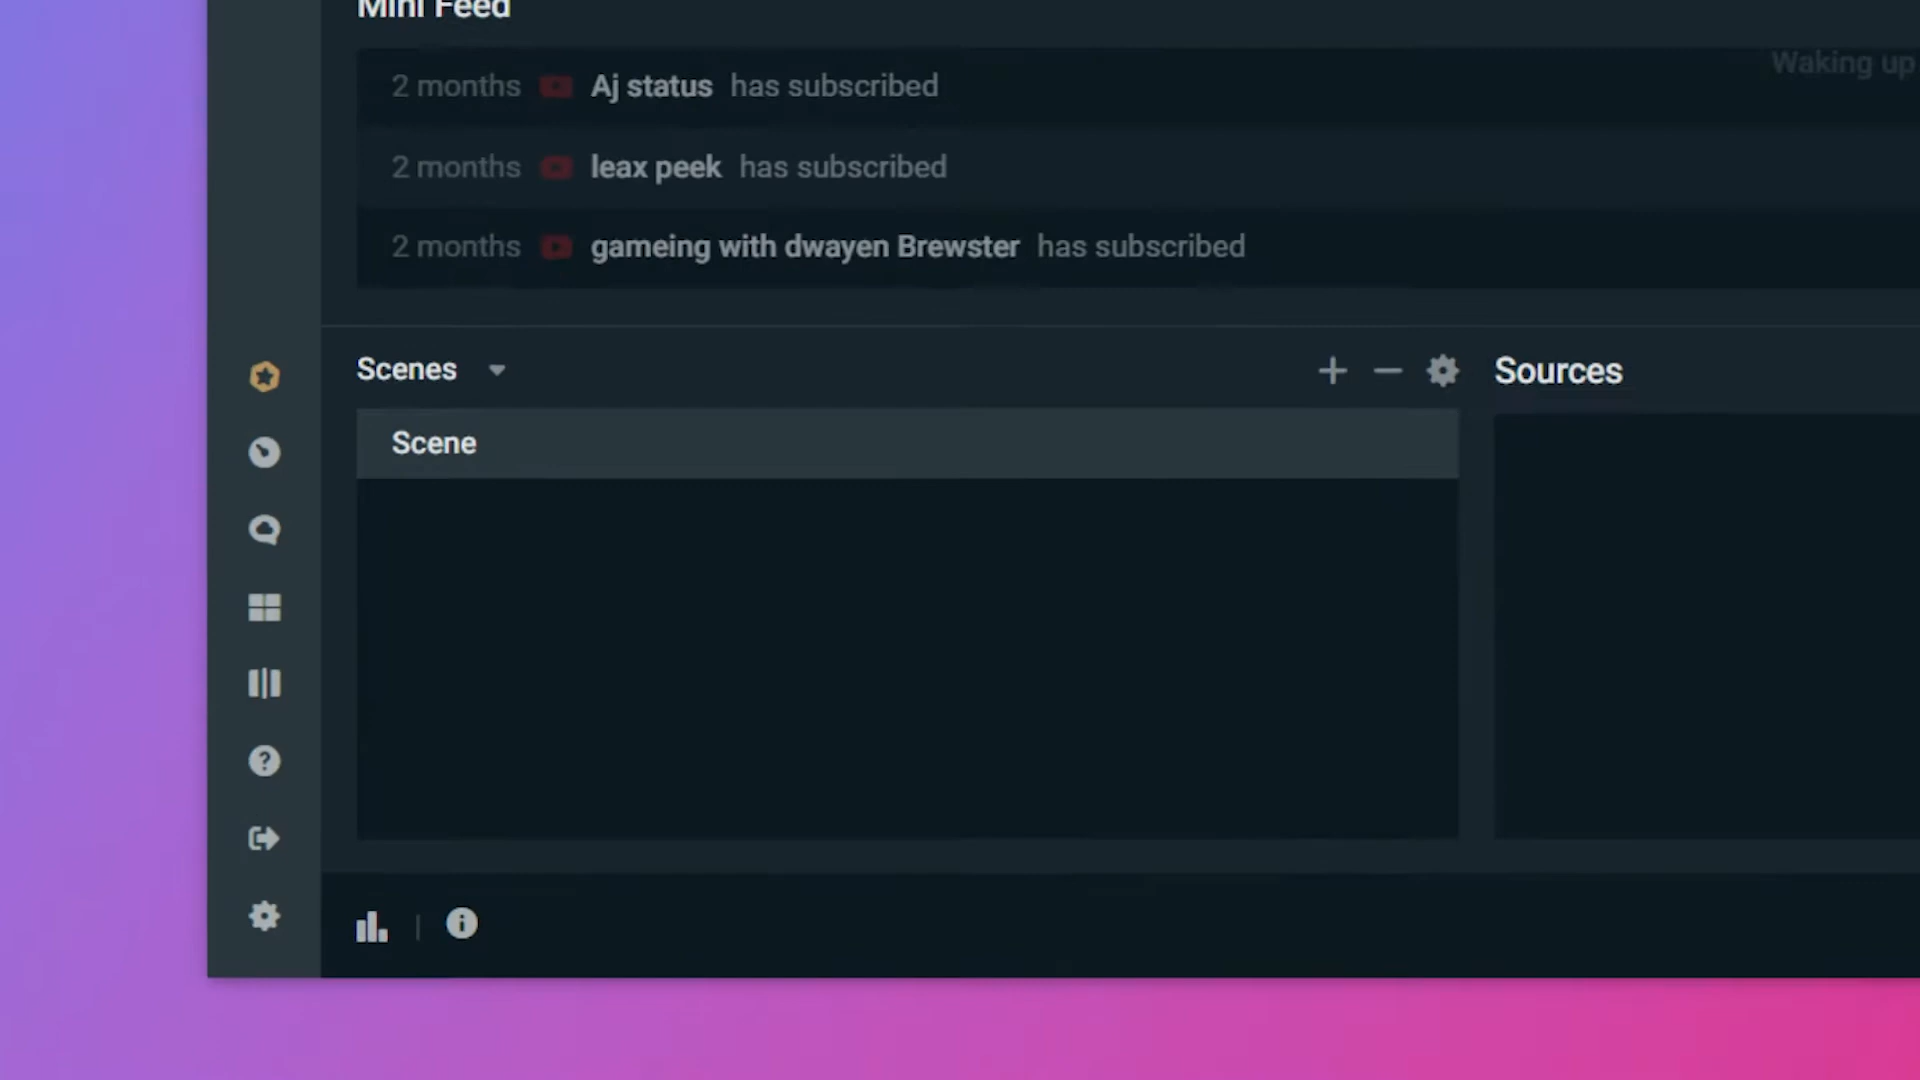 Mini Feed
Waking up
2 months Aj status has subscribed
2 months leax peek has subscribed
2 months gameing with dwayen Brewster has subscribed
Scenes
Sources
Scene